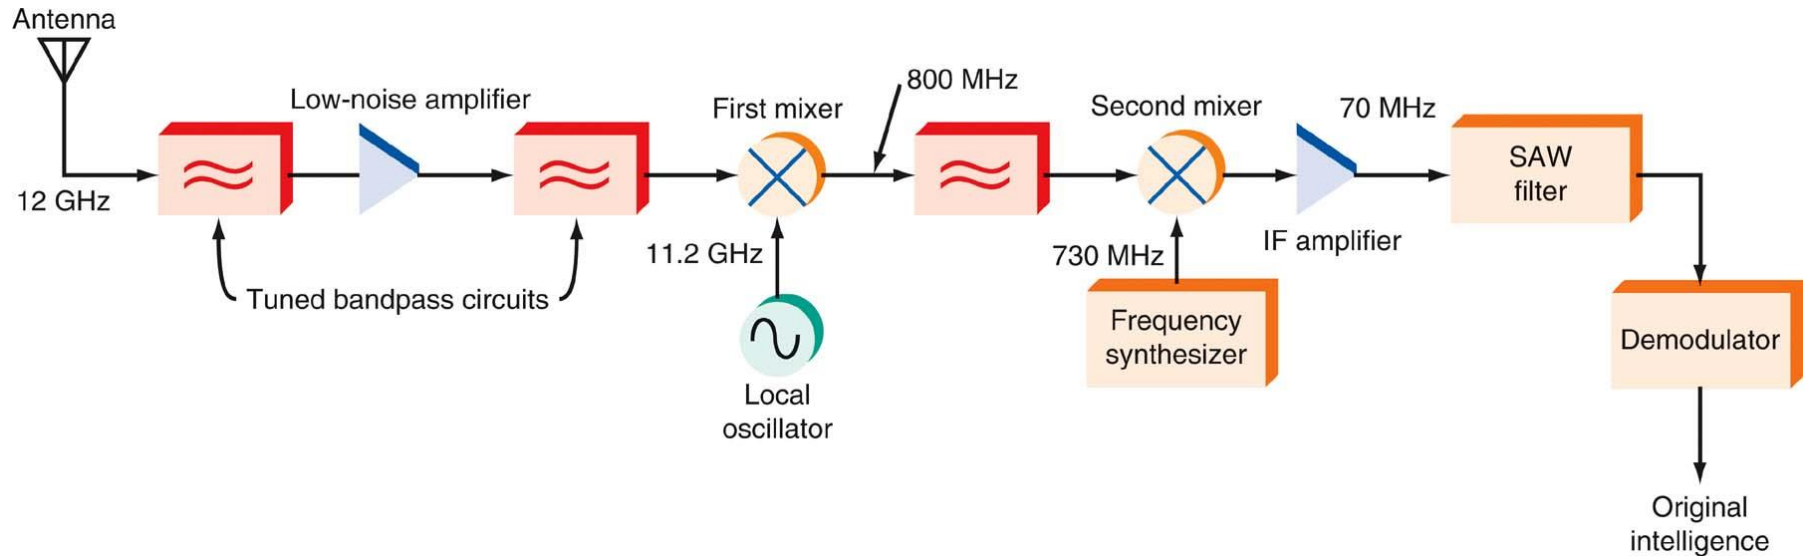 Antenna
Low-noise amplifier
First mixer
800 MHz
Second mixer
70 MHz
SAW
filter
12 GHz
11.2 GHz
730 MHz
IF amplifier
Tuned bandpass circuits
Frequency
synthesizer
Demodulator
Local
oscillator
Original
intelligence